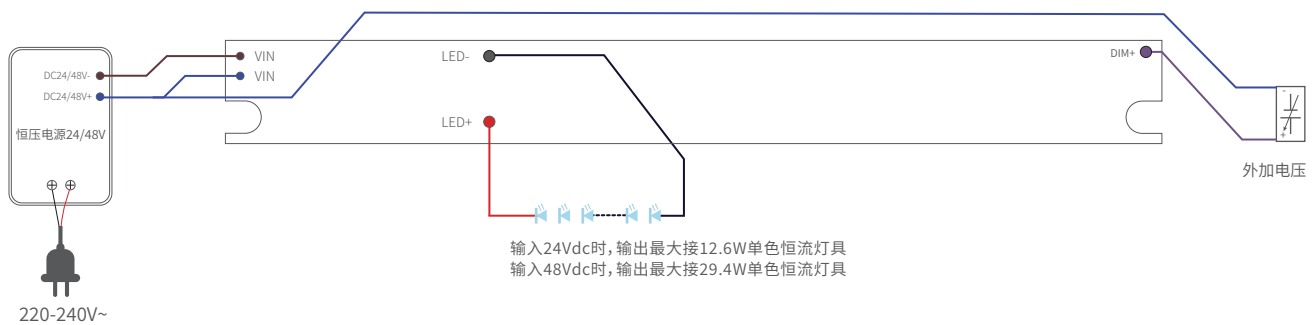 VIN
LED-
DIM+
DC24/48V-
VIN
DC24/48V+
-
LED+
恒压电源24/48V
+
外加电压
输入24Vdc时,输出最大接12.6W单色恒流灯具
输入48Vdc时,输出最大接29.4W单色恒流灯具
220-240V~